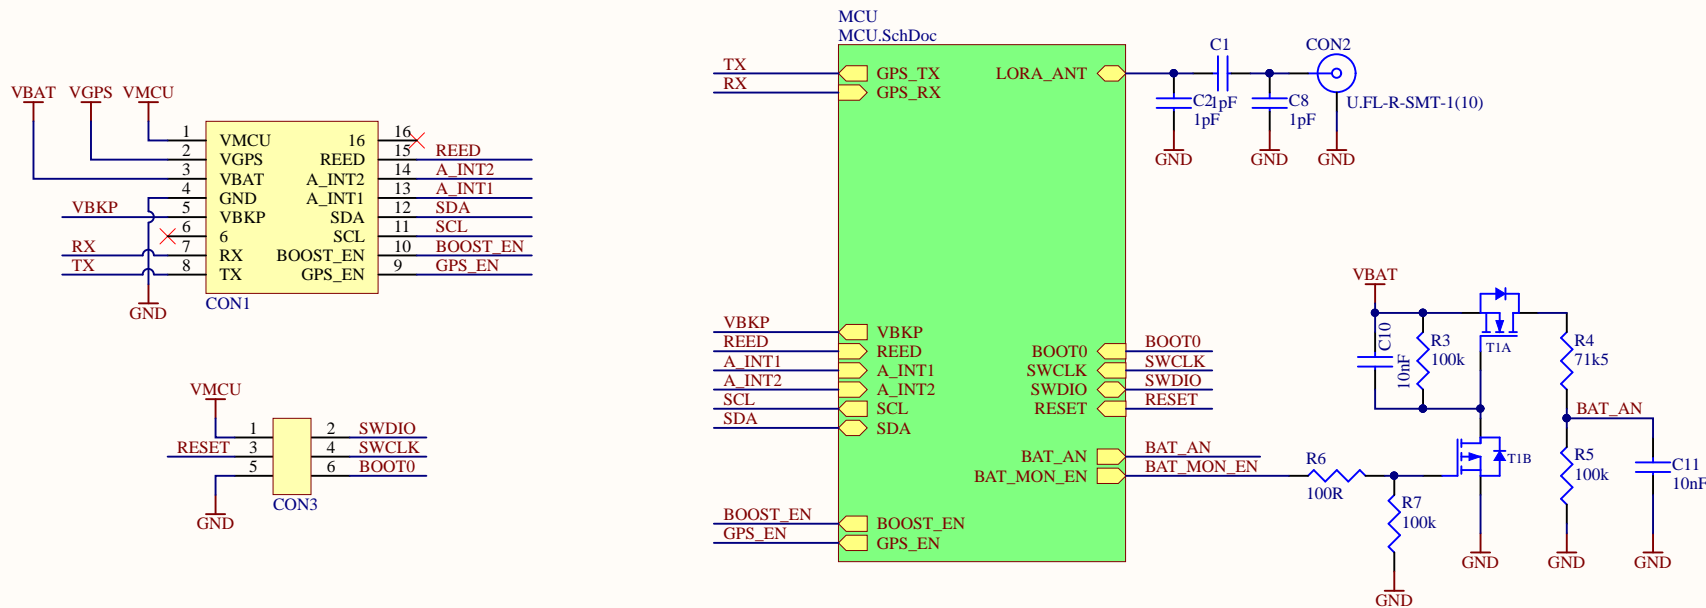 MCU
MCU.SchDoc
TX
RX
GPS_TX
GPS_RX
LORA_ANT
C1
1pF
C2
1pF
C8
1pF
CON2
U.FL-R-SMT-1(10)
GND
GND
GND
VBAT
VGPS
VMCU
1
2
3
4
5
6
7
8
VMCU
VGPS
VBAT
GND
VBKP
6
RX
TX
16
REED
A_INT2
A_INT1
SDA
SCL
BOOST_EN
GPS_EN
16
15
14
13
12
11
10
9
REED
A_INT2
A_INT1
SDA
SCL
BOOST_EN
GPS_EN
VBKP
RX
TX
GND
CON1
VBKP
REED
A_INT1
A_INT2
SCL
SDA
VBKP
REED
A_INT1
A_INT2
SCL
SDA
BOOT0
SWCLK
SWDIO
RESET
BOOT0
SWCLK
SWDIO
RESET
BAT_AN
BAT_MON_EN
BAT_AN
BAT_MON_EN
BOOST_EN
GPS_EN
BOOST_EN
GPS_EN
VMCU
RESET
1
3
5
2
4
6
SWDIO
SWCLK
BOOT0
GND
CON3
VBAT
C10
10nF
R3
100k
T1A
R4
71k5
BAT_AN
T1B
R5
100k
C11
10nF
R6
100R
R7
100k
GND
GND
GND
GND